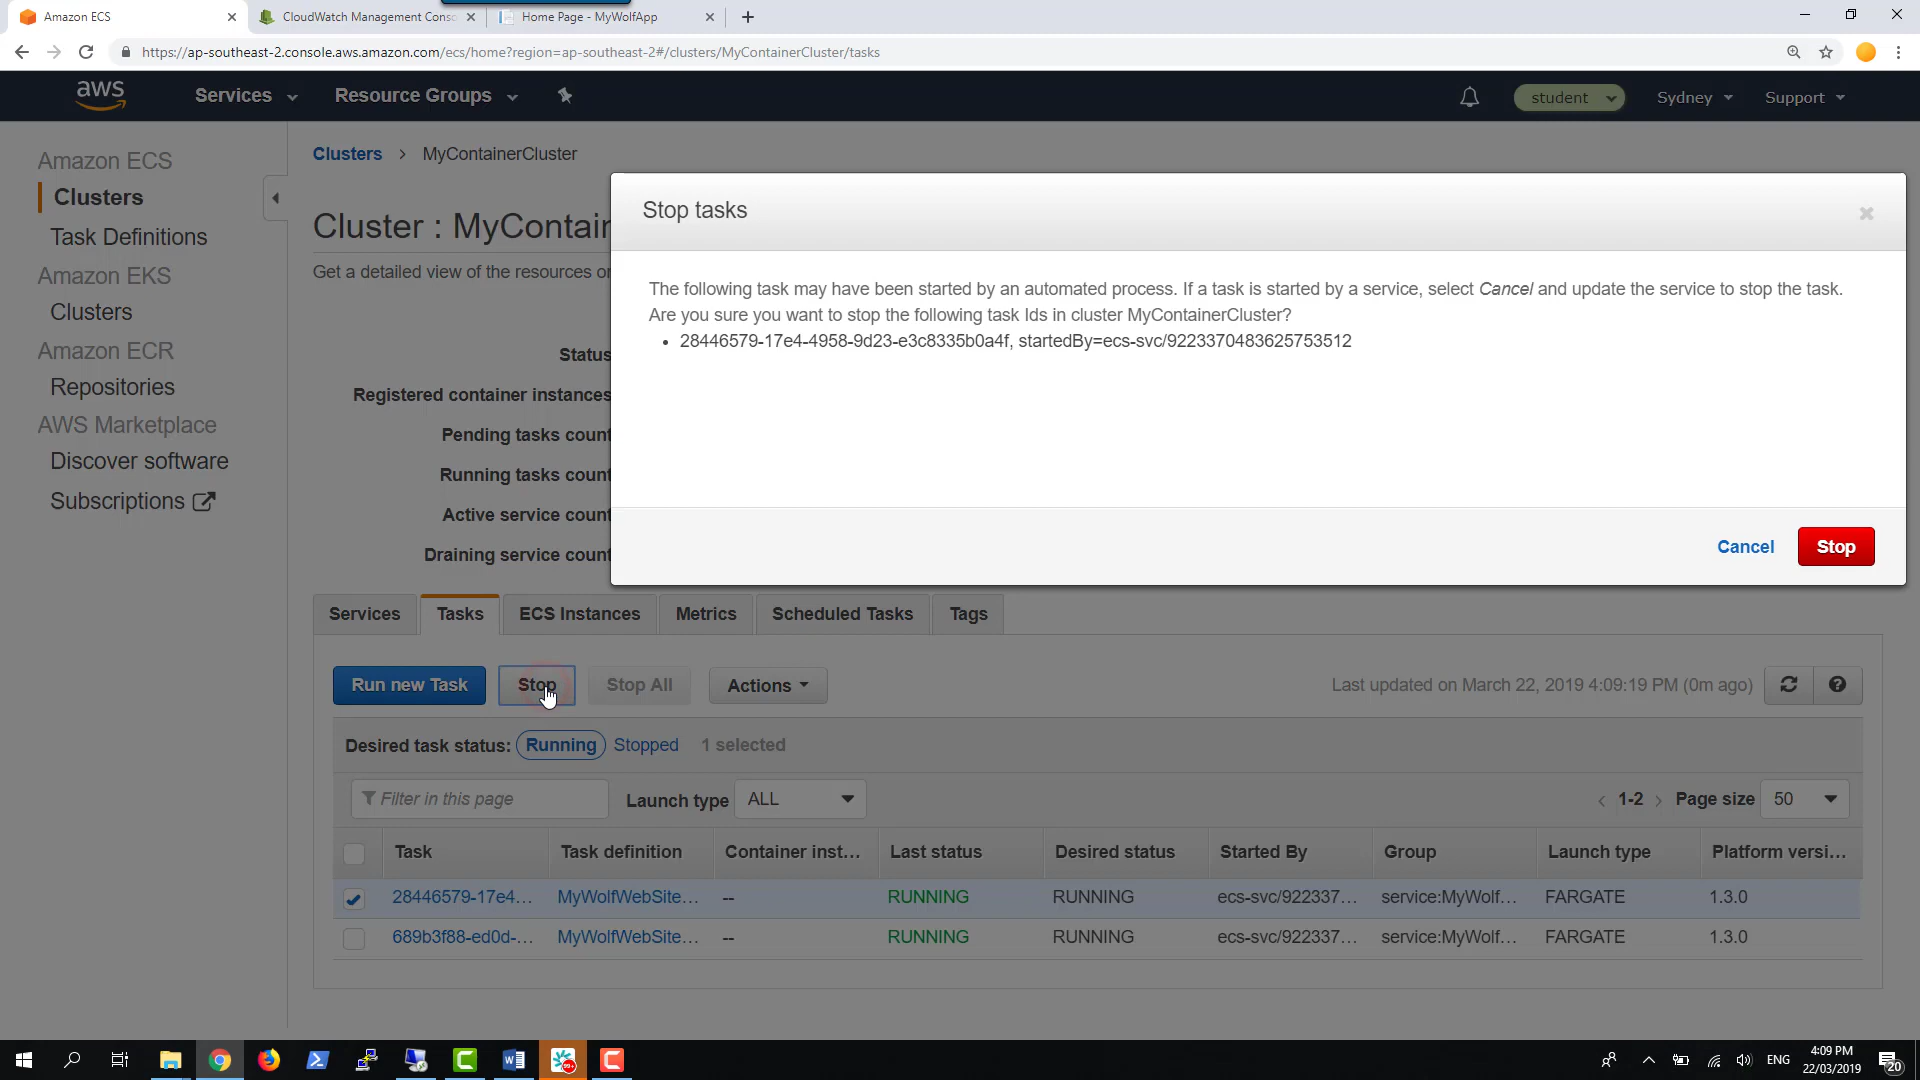 Amazon ECS
CloudWatch Management Conso
Home Page - MyWolfApp
https://ap-southeast-2.console.aws.amazon.com/ecs/home?region=ap-southeast-2#/clusters/MyContainerCluster/tasks
aws
Services
Resource Groups
student
Sydney
Support
Amazon ECS
Clusters
Task Definitions
Amazon EKS
Clusters
Amazon ECR
Repositories
AWS Marketplace
Discover software
Subscriptions
Clusters > MyContainerCluster
Cluster : MyContain
Get a detailed view of the resources on
Status
Registered container instances
Pending tasks count
Running tasks count
Active service count
Draining service count
Stop tasks
The following task may have been started by an automated process. If a task is started by a service, select Cancel and update the service to stop the task.
Are you sure you want to stop the following task Ids in cluster MyContainerCluster?
• 28446579-17e4-4958-9d23-e3c8335b0a4f, startedBy=ecs-svc/9223370483625753512
Cancel
Stop
Services
Tasks
ECS Instances
Metrics
Scheduled Tasks
Tags
Run new Task
Stop
Stop All
Actions
Last updated on March 22, 2019 4:09:19 PM (0m ago)
Desired task status: Running Stopped 1 selected
Filter in this page
Launch type ALL
1-2
Page size 50
Task Task definition Container inst... Last status Desired status Started By Group Launch type Platform versi...
28446579-17e4... MyWolfWebSite... -- RUNNING RUNNING ecs-svc/922337... service:MyWolf... FARGATE 1.3.0
689b3f88-ed0d-... MyWolfWebSite... -- RUNNING RUNNING ecs-svc/922337... service:MyWolf... FARGATE 1.3.0
99+
ENG
4:09 PM
22/03/2019
20